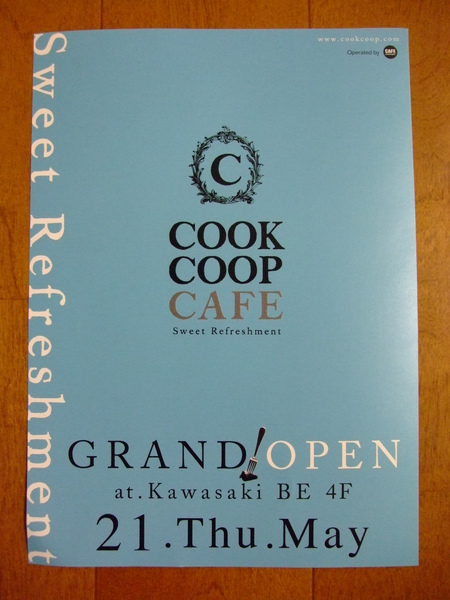 www.cookcoop.com
Operated by CAFE
Sweet Refreshment
C
COOK
COOP
CAFE
Sweet Refreshment
GRAND!OPEN
at.Kawasaki BE 4F
21.Thu.May